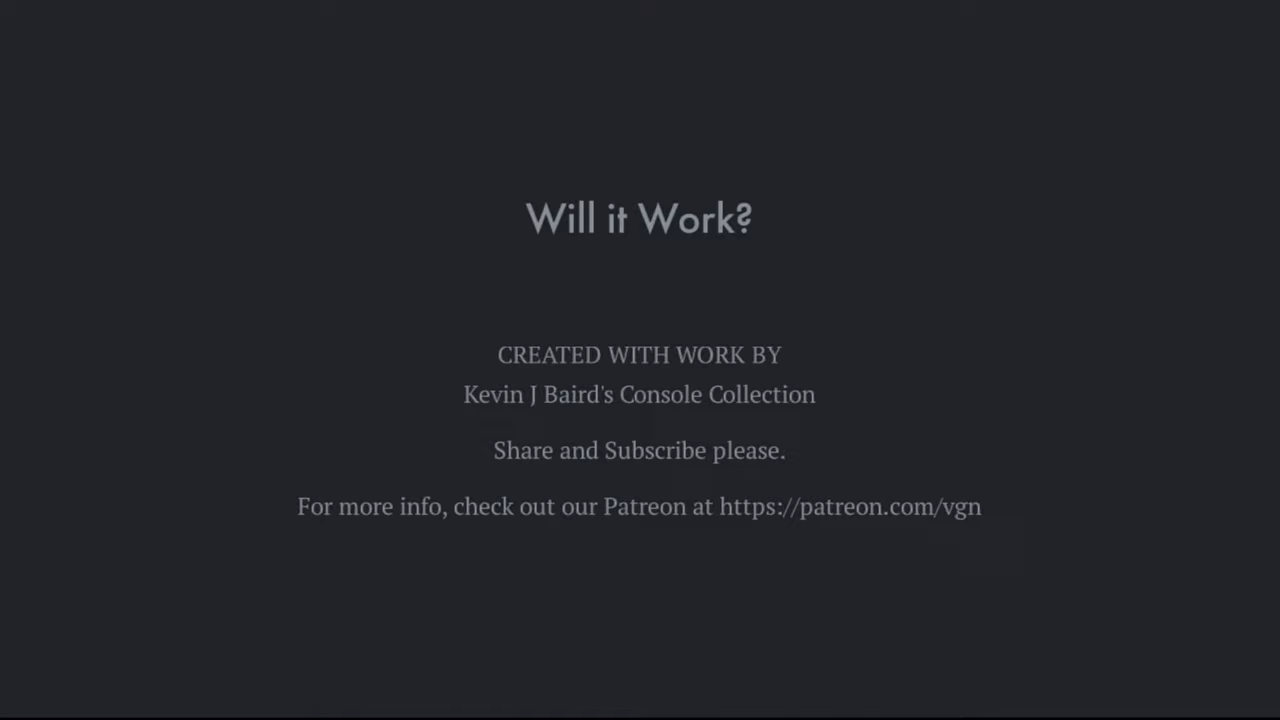 Will it Work?
CREATED WITH WORK BY
Kevin J Baird's Console Collection
Share and Subscribe please.
For more info, check out our Patreon at https://patreon.com/vgn